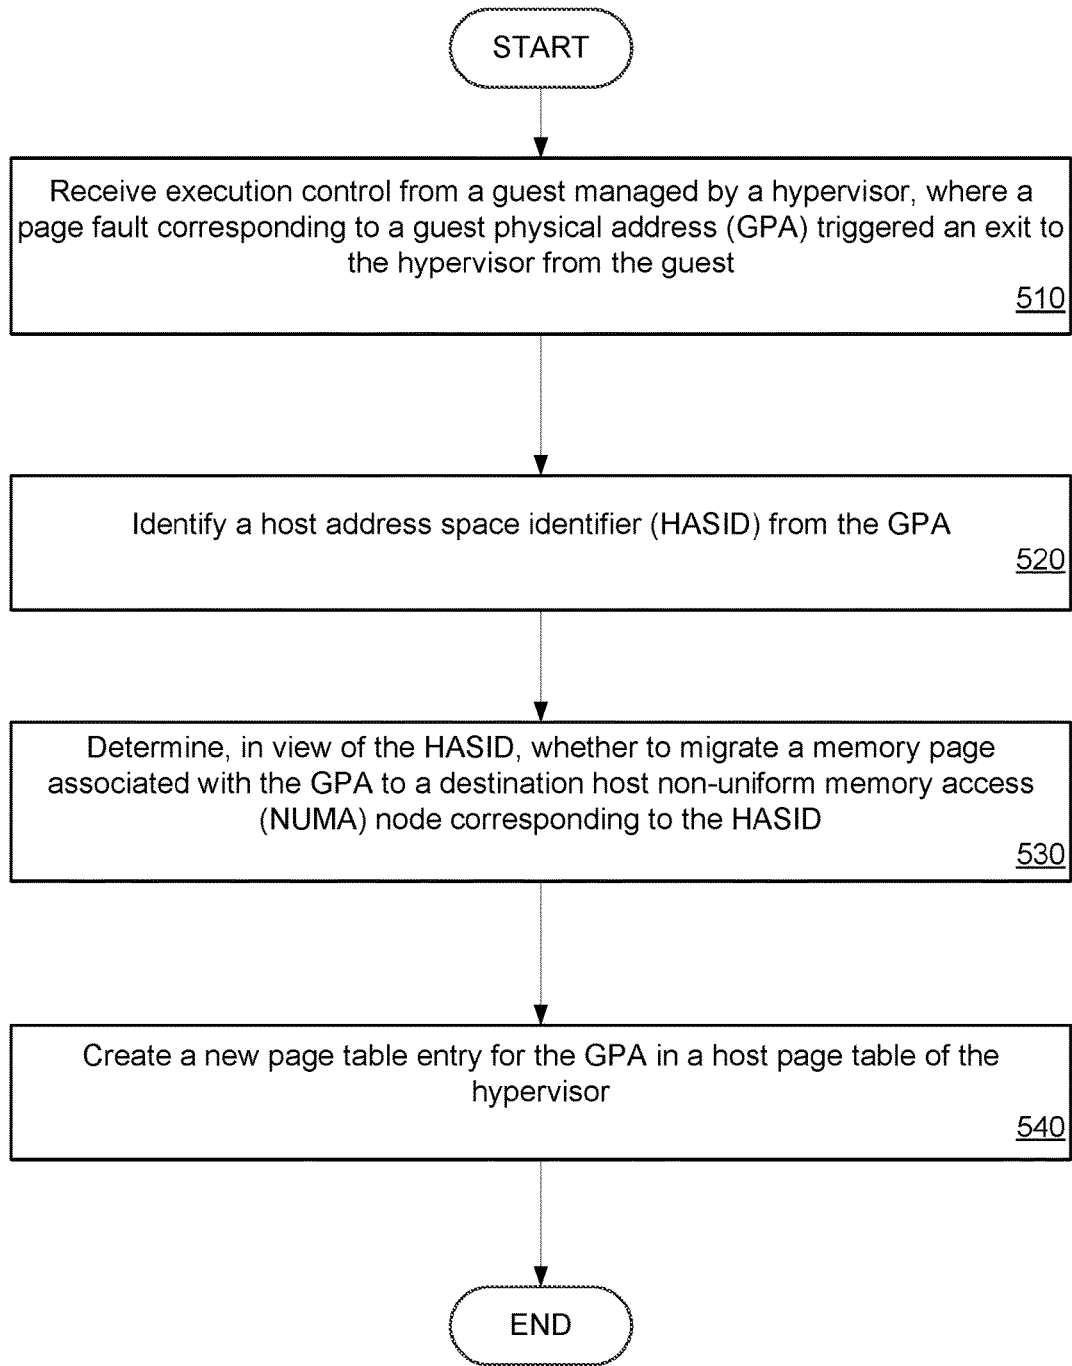 START
Receive execution control from a guest managed by a hypervisor, where a
page fault corresponding to a guest physical address (GPA) triggered an exit to
the hypervisor from the guest
510
Identify a host address space identifier (HASID) from the GPA
520
Determine, in view of the HASID, whether to migrate a memory page
associated with the GPA to a destination host non-uniform memory access
(NUMA) node corresponding to the HASID
530
Create a new page table entry for the GPA in a host page table of the
hypervisor
540
END